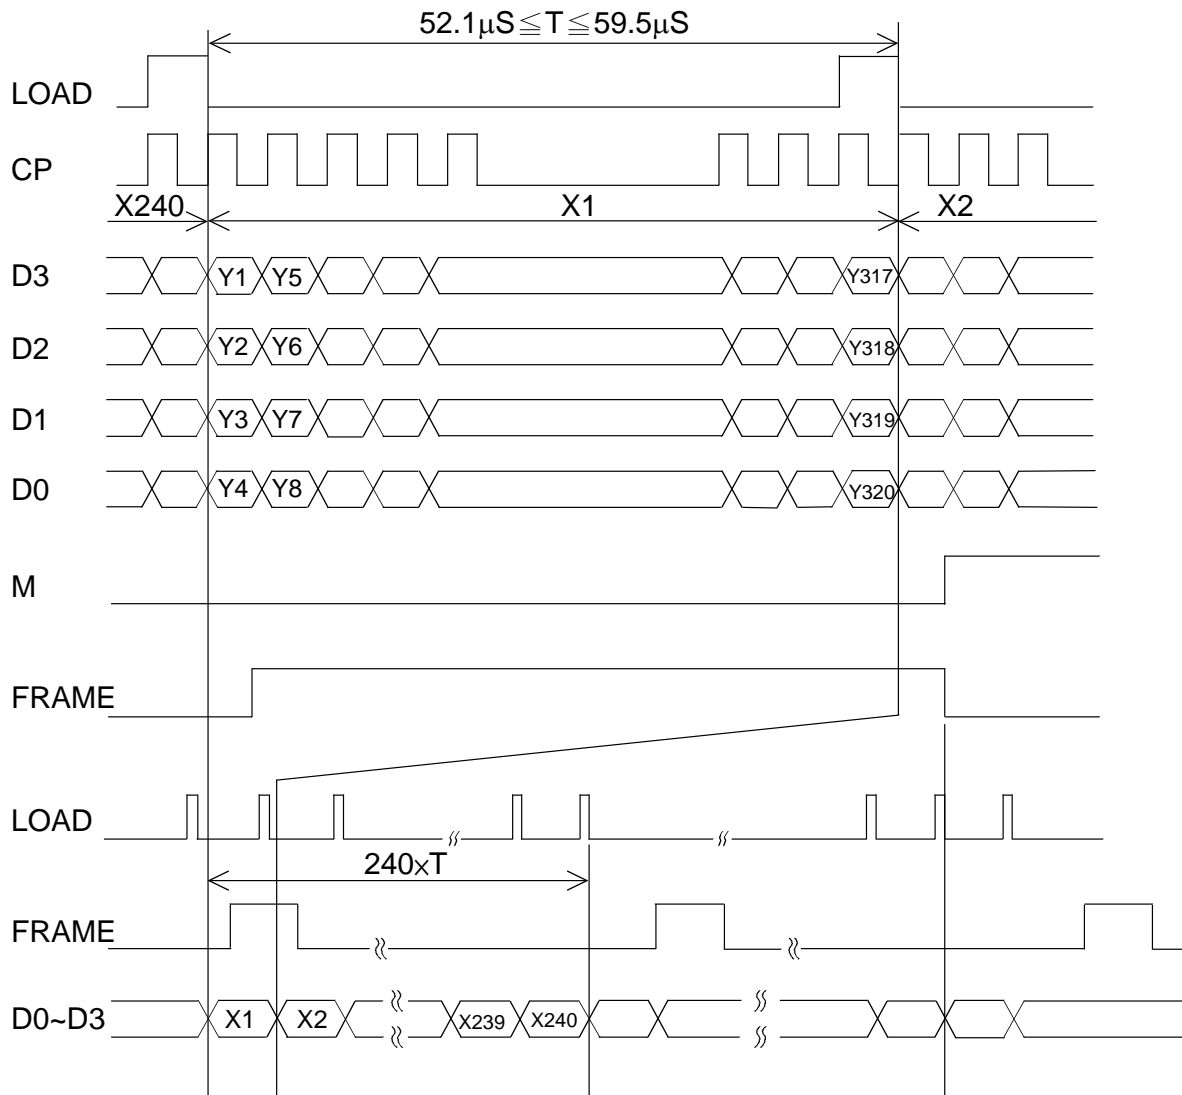 52.1μS≦T≦59.5μS
LOAD
CP
X240 X1 X2
D3 Y1 Y5 Y317
D2 Y2 Y6 Y318
D1 Y3 Y7 Y319
D0 Y4 Y8 Y320
M
FRAME
LOAD
240×T
FRAME
D0~D3 X1 X2 X239 X240